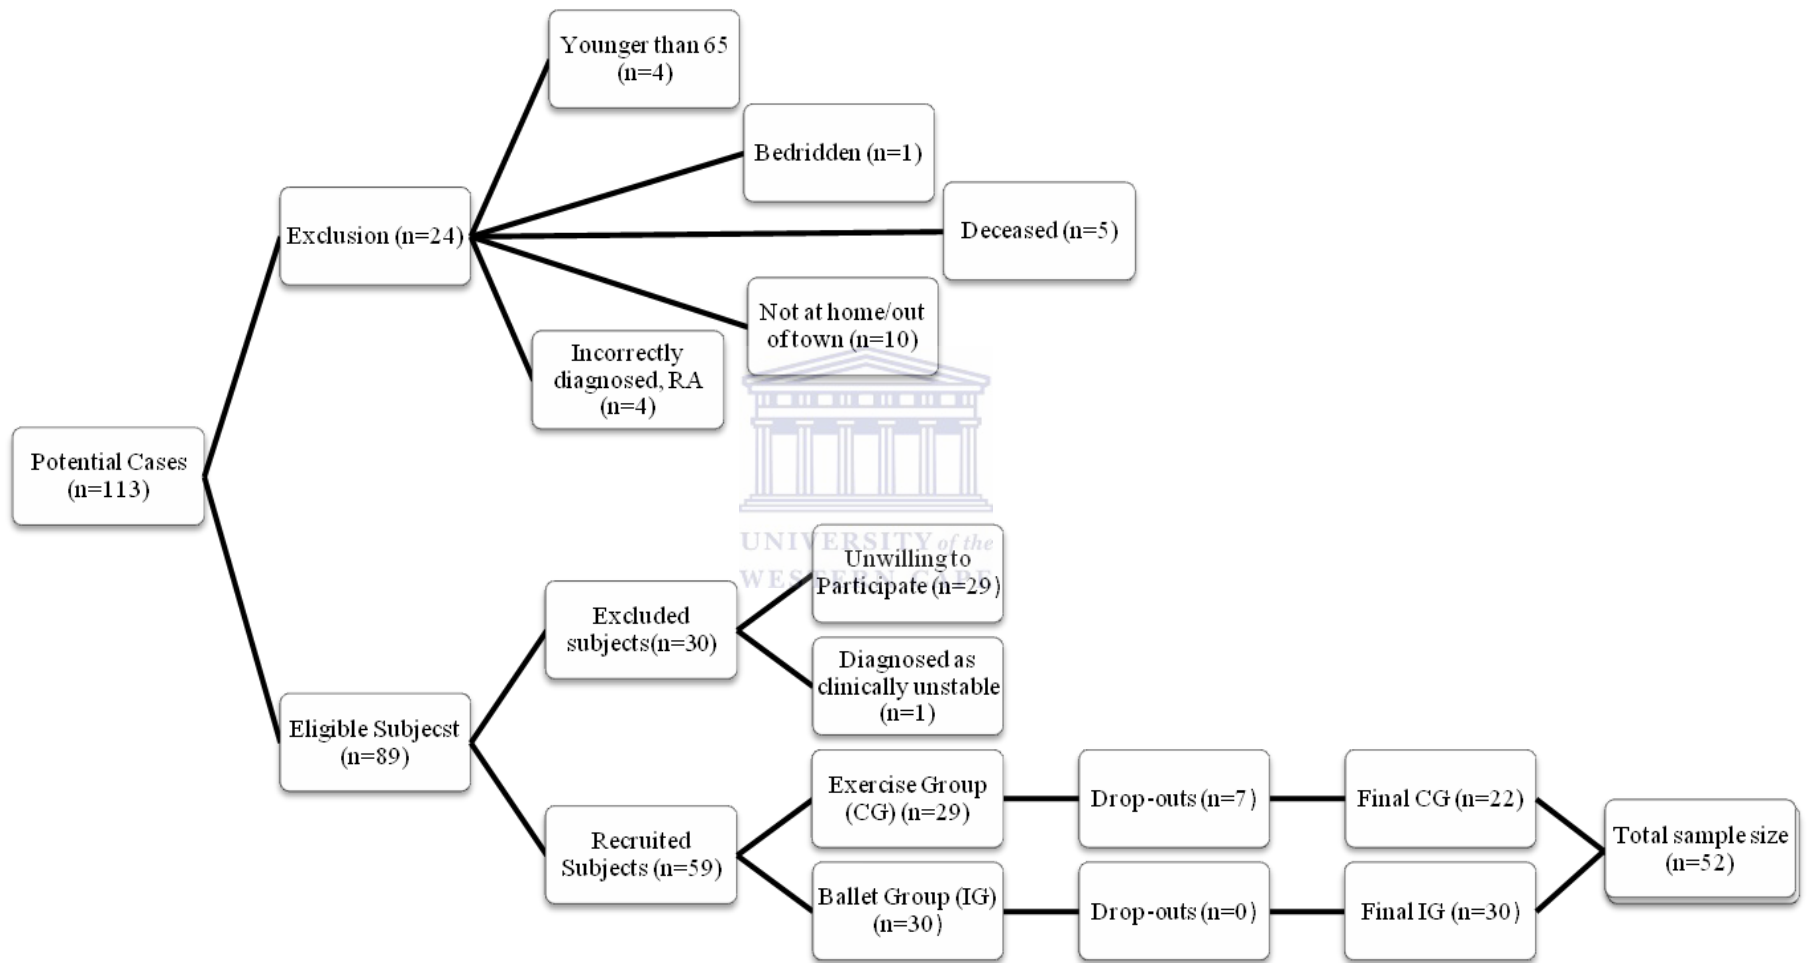 Younger than 65
(n=4)
Bedridden (n=1)
Exclusion (n=24)
Deceased (n=5)
Not at home/out
of town (n=10)
Incorrectly
diagnosed, RA
(n=4)
Potential Cases
(n=113)
UNIVERSITY of the
WESTERN CAPE
Unwilling to
Participate (n=29)
Excluded
subjects(n=30)
Diagnosed as
clinically unstable
(n=1)
Eligible Subjecst
(n=89)
Exercise Group
(CG) (n=29)
Drop-outs (n=7)
Final CG (n=22)
Recruited
Subjects (n=59)
Total sample size
(n=52)
Ballet Group (IG)
(n=30)
Drop-outs (n=0)
Final IG (n=30)